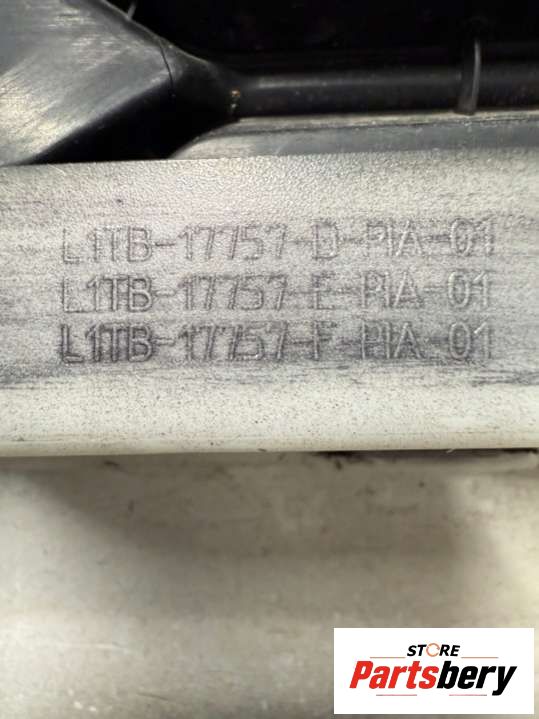 L1TB-17757-D-PIA-01
L1TB-17757-E-PIA-01
L1TB-17757-F-PIA-01
STORE
Partsbery